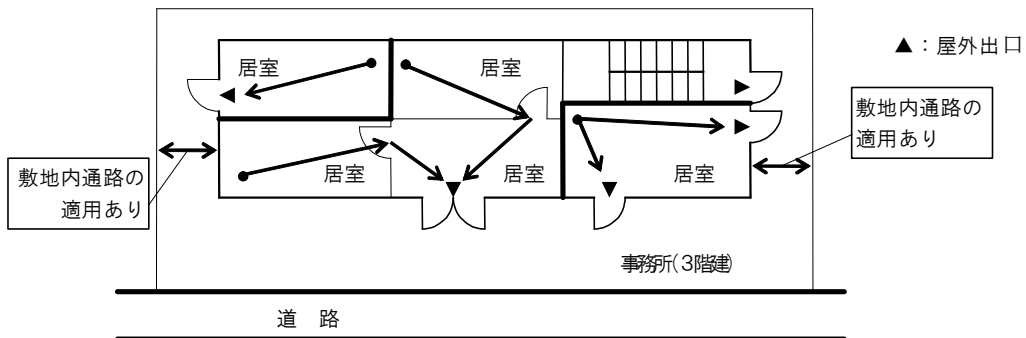 ▲：屋外出口
居室
居室
敷地内通路の
適用あり
敷地内通路の
適用あり
居室
居室
居室
事務所（３階建）
道　路